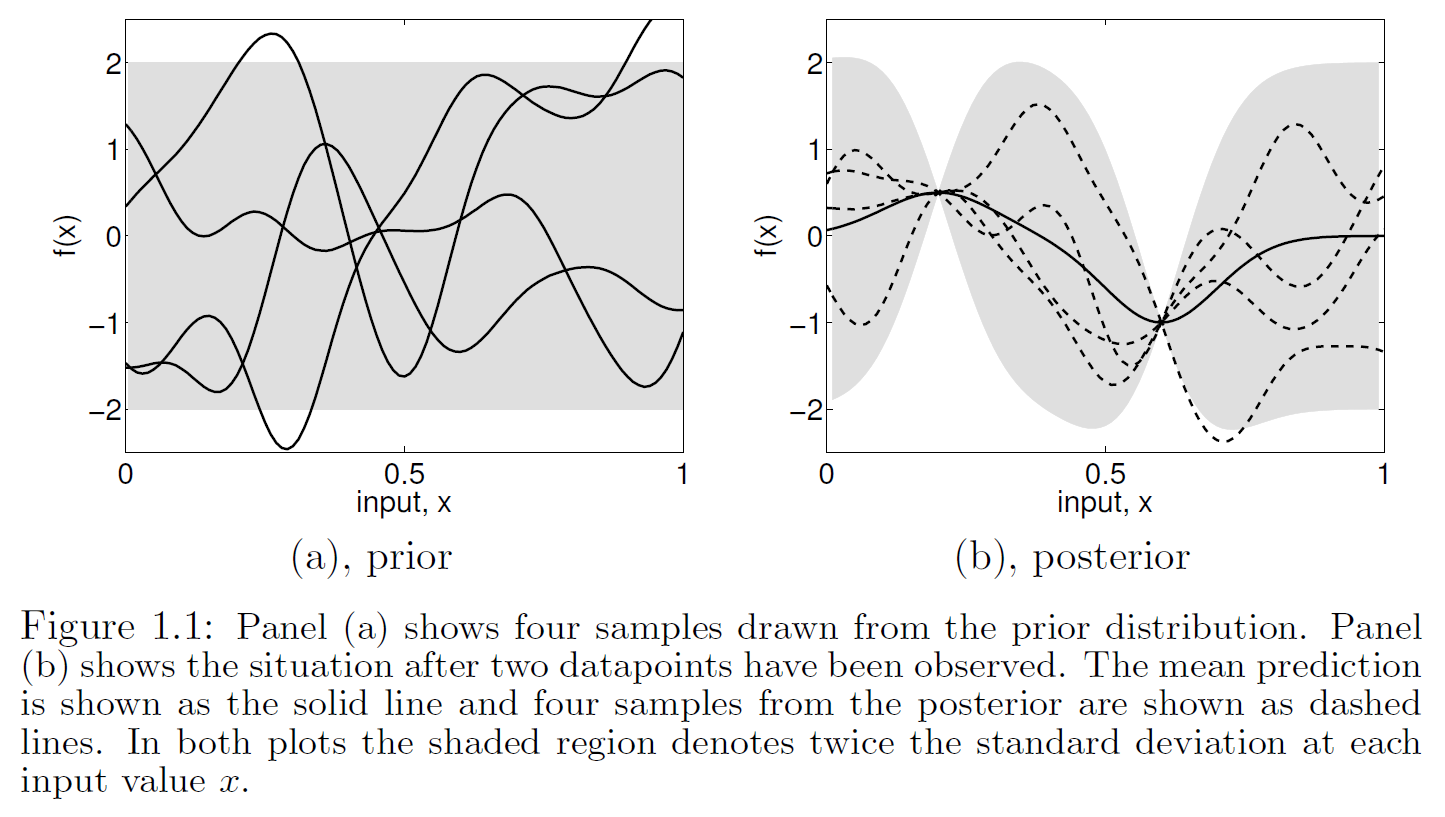 2
1
0
−1
−2
f(x)
0
0.5
1
input, x
(a), prior
2
1
0
−1
−2
f(x)
0
0.5
1
input, x
(b), posterior
Figure 1.1: Panel (a) shows four samples drawn from the prior distribution. Panel
(b) shows the situation after two datapoints have been observed. The mean prediction
is shown as the solid line and four samples from the posterior are shown as dashed
lines. In both plots the shaded region denotes twice the standard deviation at each
input value x.